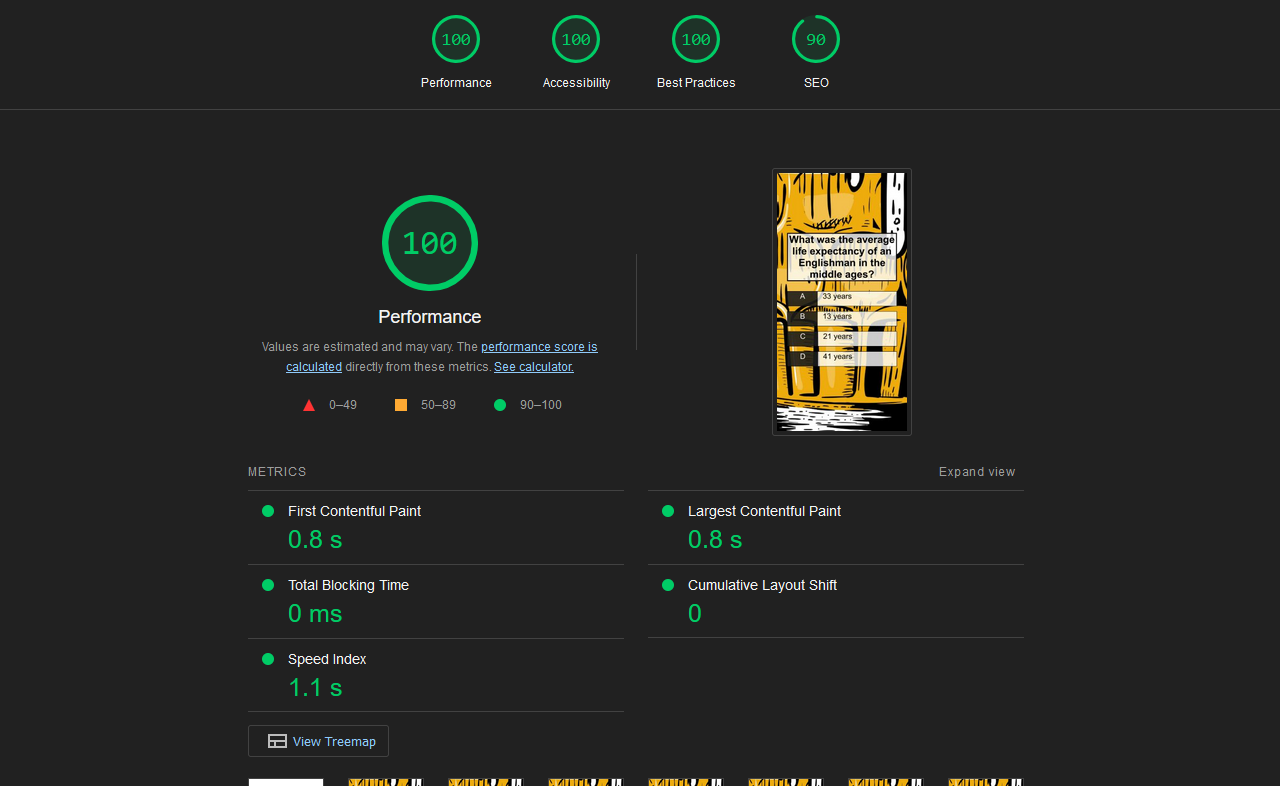 100
100
100
90
Performance
Accessibility
Best Practices
SEO
100
Performance
Values are estimated and may vary. The performance score is
calculated directly from these metrics. See calculator.
0–49
50–89
90–100
What was the average
life expectancy of an
Englishman in the
middle ages?
A 33 years
B 13 years
C 21 years
D 41 years
METRICS
Expand view
First Contentful Paint
0.8 s
Largest Contentful Paint
0.8 s
Total Blocking Time
0 ms
Cumulative Layout Shift
0
Speed Index
1.1 s
View Treemap